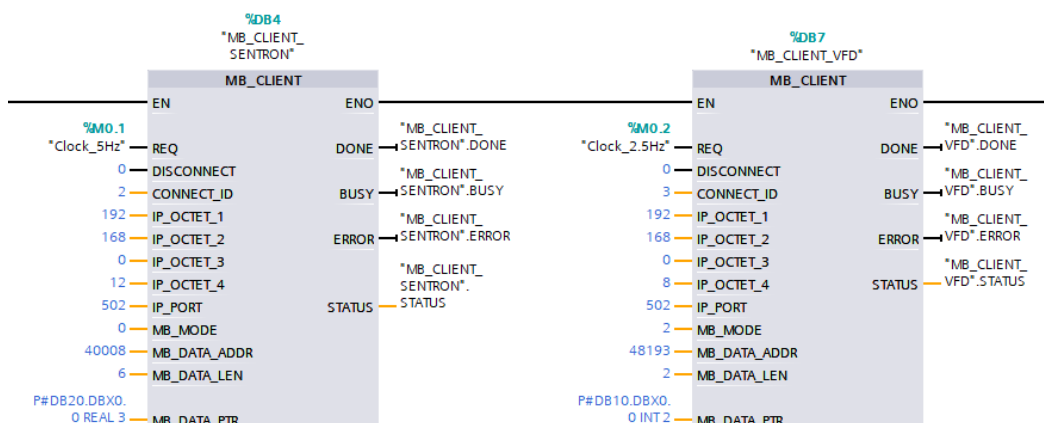 %DB4
"MB_CLIENT_
SENTRON"
MB_CLIENT
EN ENO
%M0.1
"Clock_5Hz" REQ
0 DISCONNECT
2 CONNECT_ID
192 IP_OCTET_1
168 IP_OCTET_2
0 IP_OCTET_3
12 IP_OCTET_4
502 IP_PORT
0 MB_MODE
40008 MB_DATA_ADDR
6 MB_DATA_LEN
P#DB20.DBX0.
0 REAL 3 MB_DATA_PTR
"MB_CLIENT_
DONE SENTRON".DONE
"MB_CLIENT_
BUSY SENTRON".BUSY
"MB_CLIENT_
ERROR SENTRON".ERROR
"MB_CLIENT_
SENTRON".
STATUS STATUS
%DB7
"MB_CLIENT_VFD"
MB_CLIENT
EN ENO
%M0.2
"Clock_2.5Hz" REQ
0 DISCONNECT
3 CONNECT_ID
192 IP_OCTET_1
168 IP_OCTET_2
0 IP_OCTET_3
8 IP_OCTET_4
502 IP_PORT
2 MB_MODE
48193 MB_DATA_ADDR
2 MB_DATA_LEN
P#DB10.DBX0.
0 INT 2 MB_DATA_PTR
"MB_CLIENT_
DONE VFD".DONE
"MB_CLIENT_
BUSY VFD".BUSY
"MB_CLIENT_
ERROR VFD".ERROR
"MB_CLIENT_
STATUS VFD".STATUS